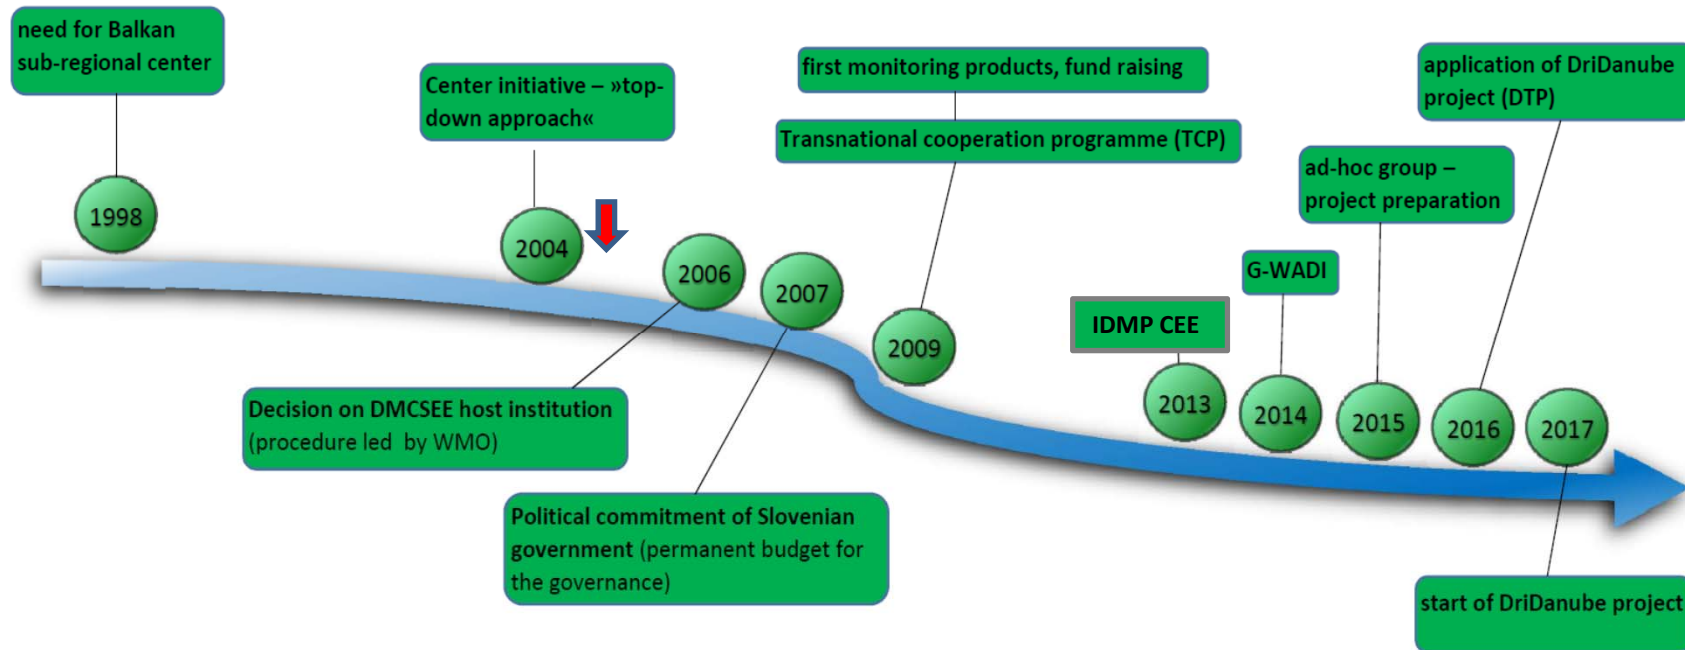 need for Balkan
sub-regional center
1998
Center initiative – »top-
down approach«
2004
2006
Decision on DMCSEE host institution
(procedure led by WMO)
2007
Political commitment of Slovenian
government (permanent budget for
the governance)
first monitoring products, fund raising
Transnational cooperation programme (TCP)
2009
IDMP CEE
2013
G-WADI
2014
ad-hoc group –
project preparation
2015
application of DriDanube
project (DTP)
2016
2017
start of DriDanube project